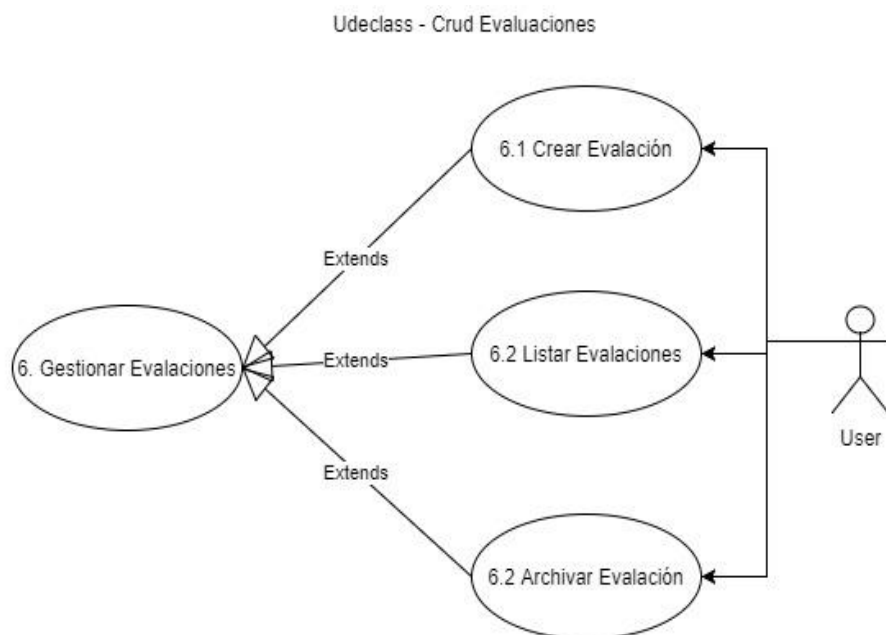 Udeclass - Crud Evaluaciones
6.1 Crear Evalación
Extends
6. Gestionar Evalaciones
Extends
6.2 Listar Evalaciones
User
Extends
6.2 Archivar Evalación